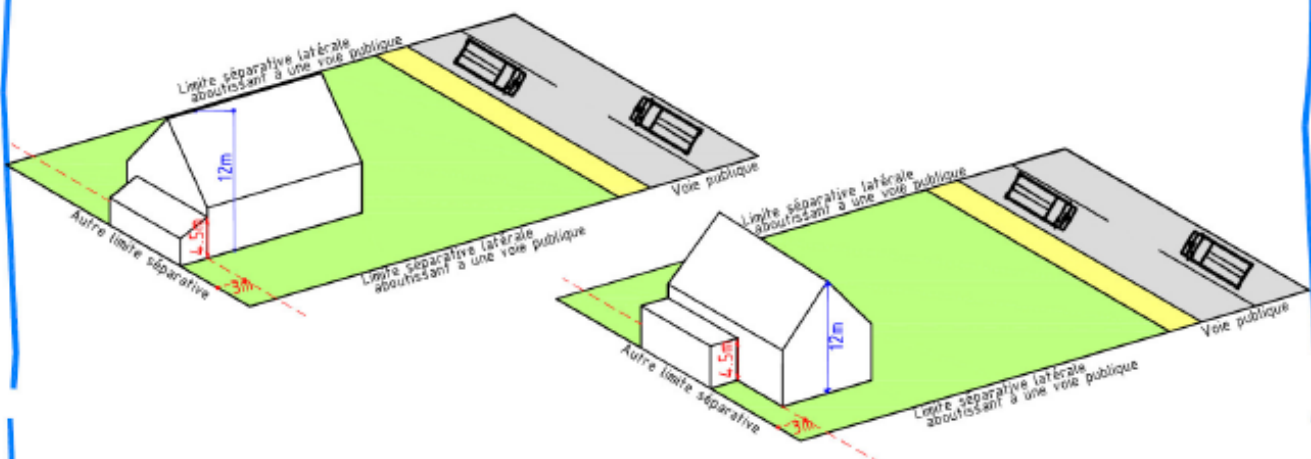 Limite séparative latérale
aboutissant à une voie publique
12m
4.5m
Autre limite séparative
3m
Limite séparative latérale
aboutissant à une voie publique
Voie publique
Limite séparative latérale
aboutissant à une voie publique
12m
4.5m
Autre limite séparative
3m
Limite séparative latérale
aboutissant à une voie publique
Voie publique